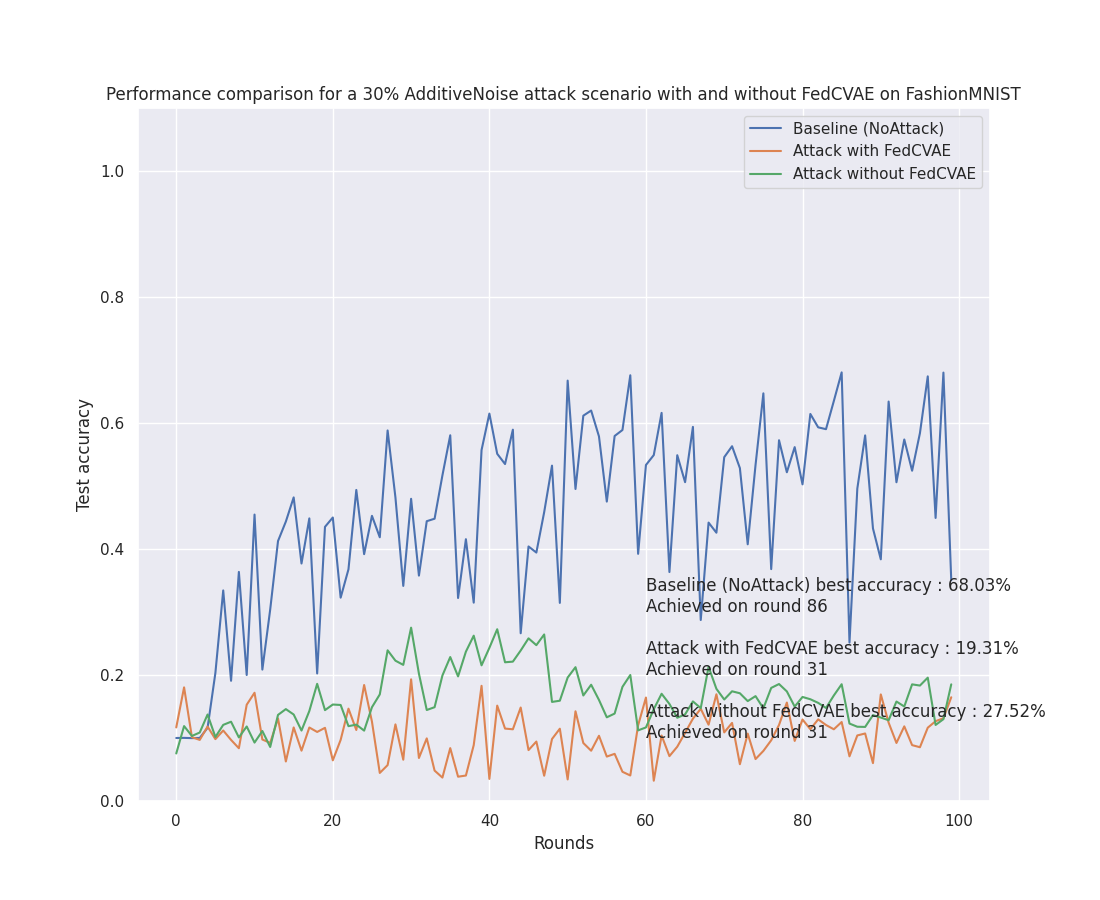 Performance comparison for a 30% AdditiveNoise attack scenario with and without FedCVAE on FashionMNIST
Baseline (NoAttack)
Attack with FedCVAE
Attack without FedCVAE
1.0
0.8
0.6
0.4
0.2
0.0
Test accuracy
Baseline (NoAttack) best accuracy : 68.03%
Achieved on round 86
Attack with FedCVAE best accuracy : 19.31%
Achieved on round 31
Attack without FedCVAE best accuracy : 27.52%
Achieved on round 31
0 20 40 60 80 100
Rounds